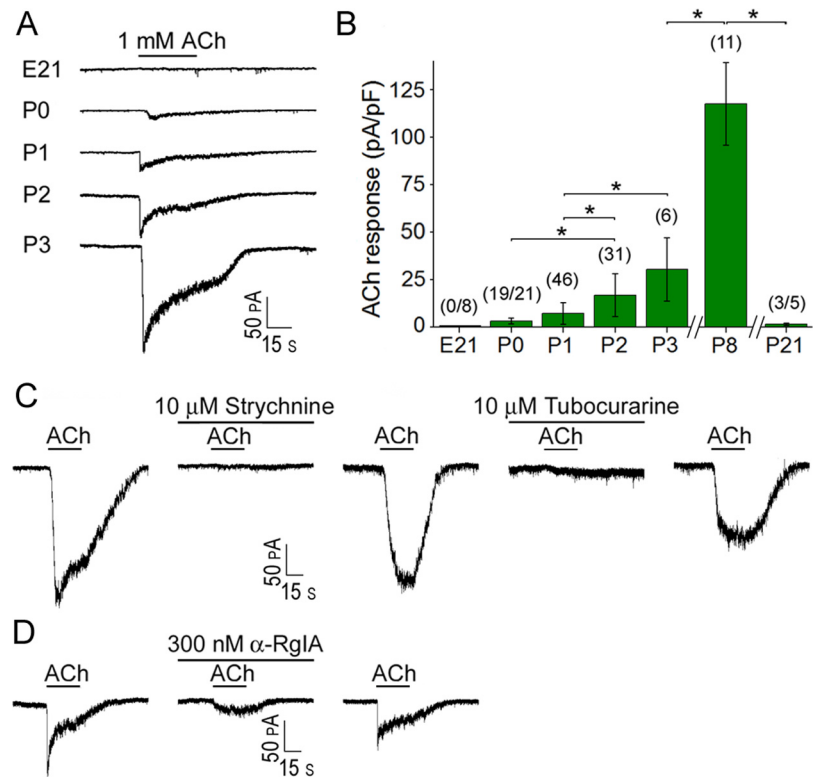 A
1 mM ACh
E21
P0
P1
P2
P3
50 pA
15 s
B
ACh response (pA/pF)
125
100
75
50
25
0
(0/8)
(19/21)
(46)
(31)
(6)
(11)
(3/5)
*
*
*
*
*
E21 P0 P1 P2 P3 // P8 // P21
C
10 µM Strychnine
10 µM Tubocurarine
ACh ACh ACh ACh ACh
50 pA
15 s
D
300 nM α-RgIA
ACh ACh ACh
50 pA
15 s